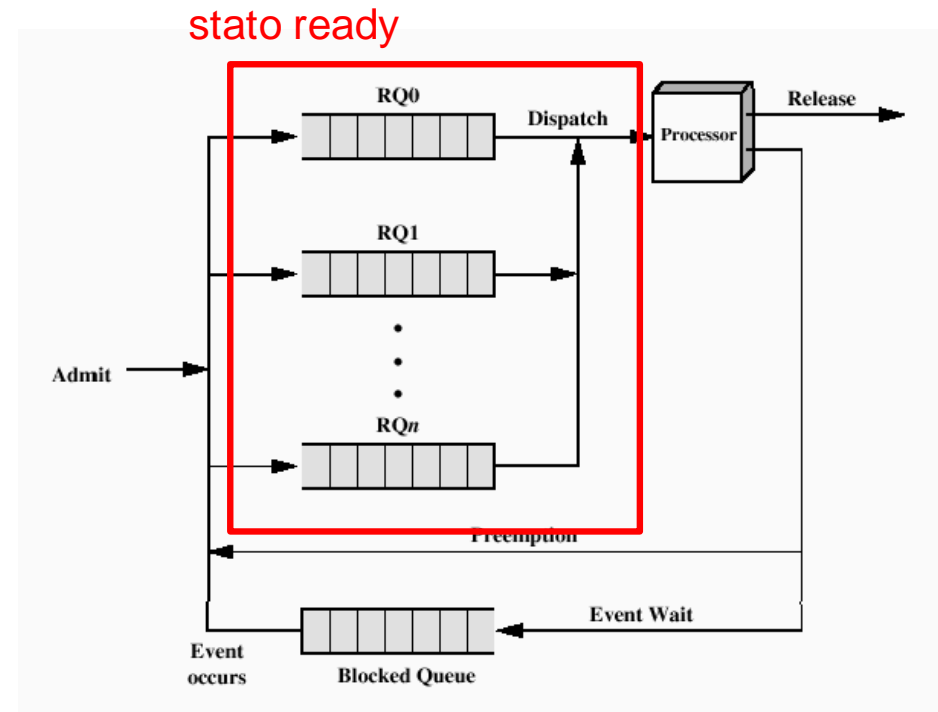 stato ready
RQ0
Dispatch
Release
Processor
RQ1
Admit
RQn
Preemption
Event Wait
Event
occurs
Blocked Queue